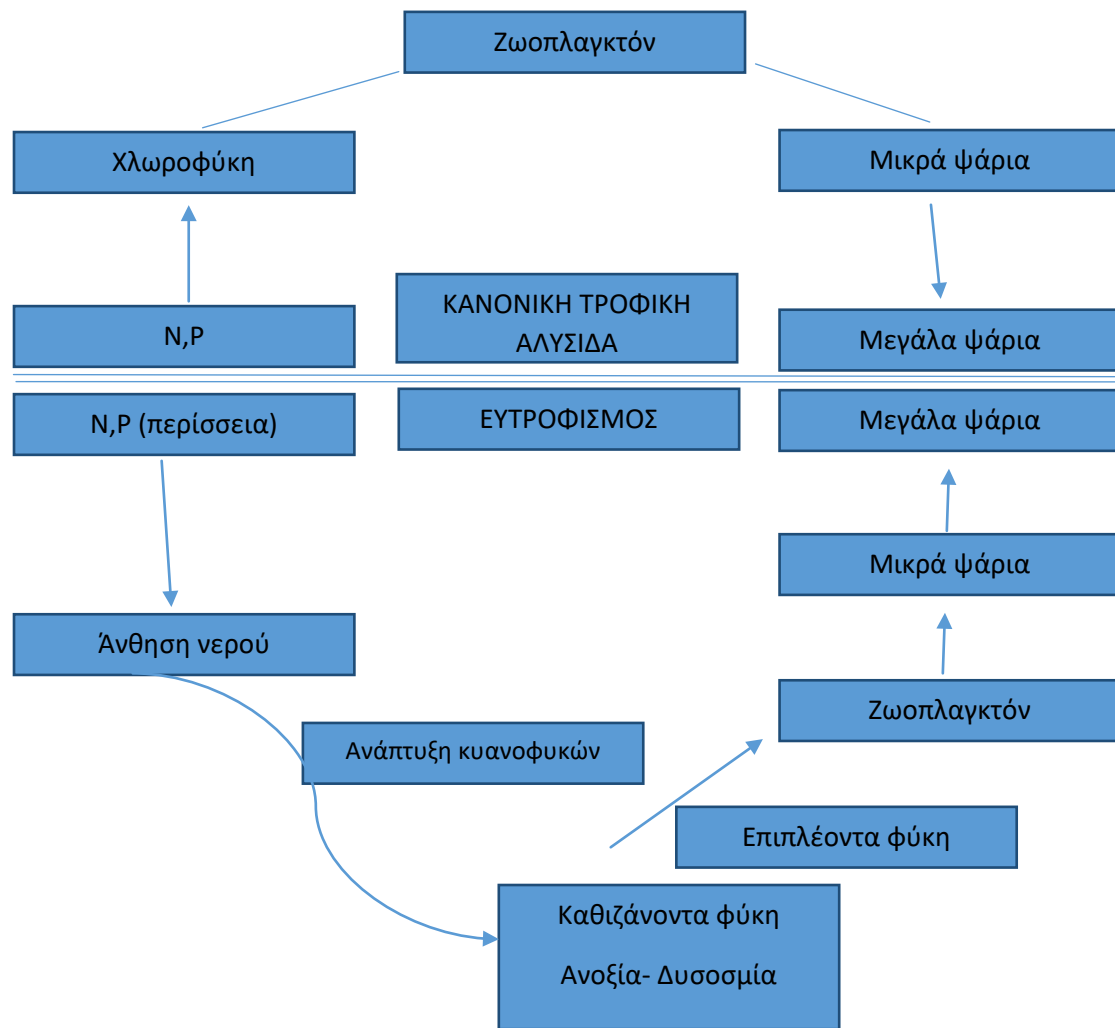 Ζωοπλαγκτόν
Χλωροφύκη
Μικρά ψάρια
Ν,Ρ
ΚΑΝΟΝΙΚΗ ΤΡΟΦΙΚΗ
ΑΛΥΣΙΔΑ
Μεγάλα ψάρια
Ν,Ρ (περίσσεια)
ΕΥΤΡΟΦΙΣΜΟΣ
Μεγάλα ψάρια
Μικρά ψάρια
Άνθηση νερού
Ζωοπλαγκτόν
Ανάπτυξη κυανοφυκών
Επιπλέοντα φύκη
Καθιζάνοντα φύκη
Ανοξία- Δυσοσμία